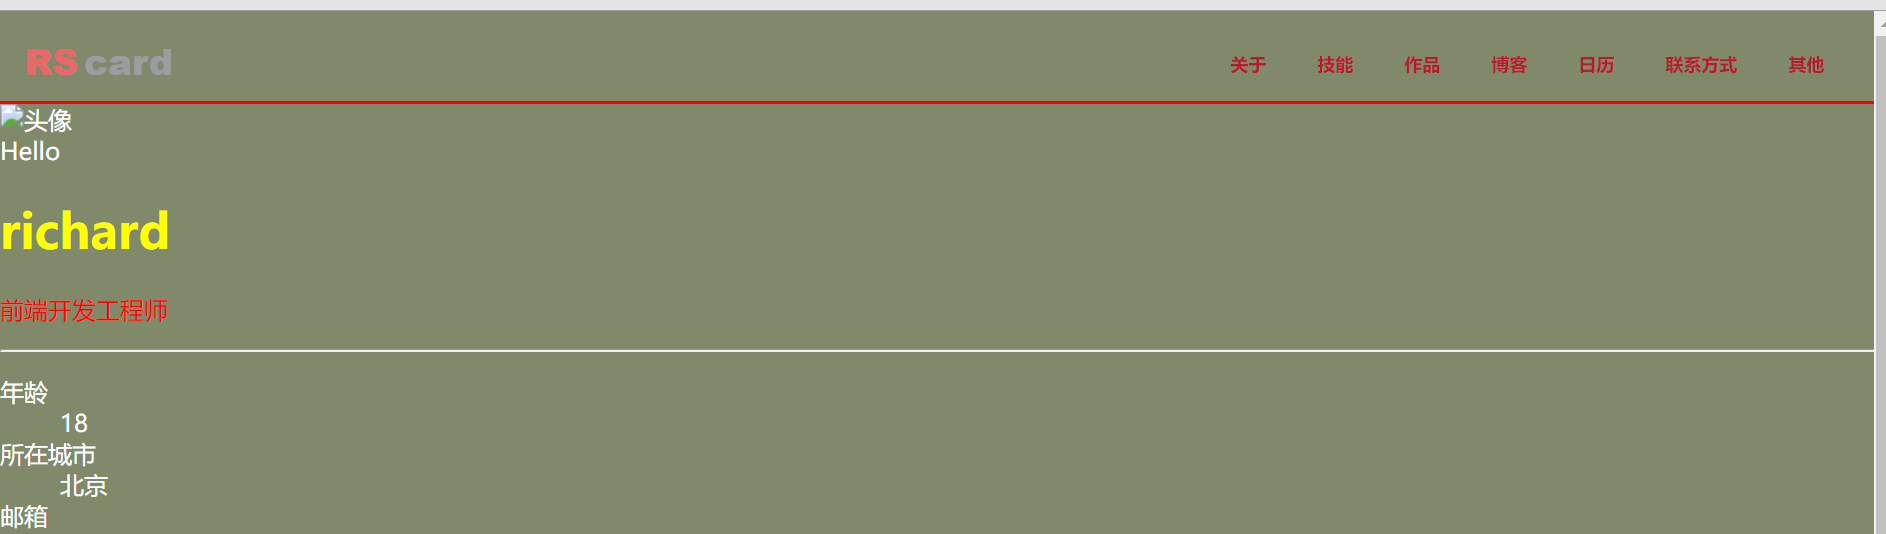 RS card
关于 技能 作品 博客 日历 联系方式 其他
头像
Hello
richard
前端开发工程师
年龄
18
所在城市
北京
邮箱